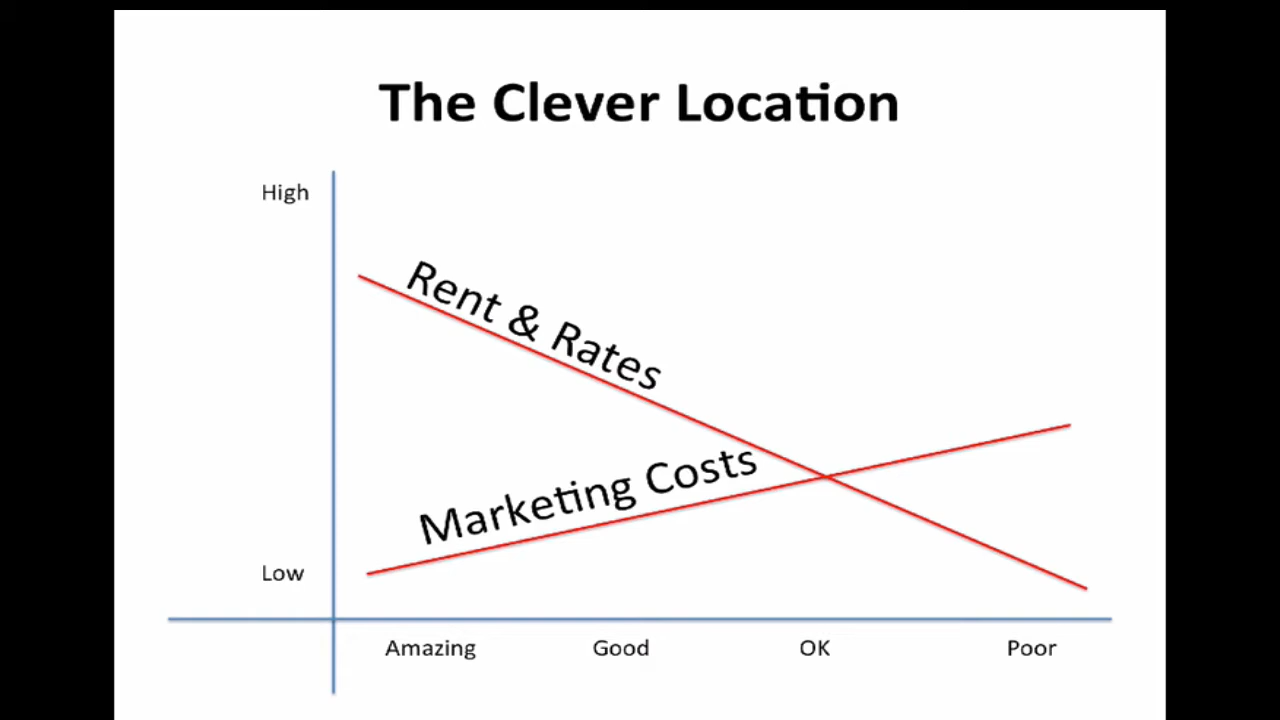 The Clever Location
High
Rent & Rates
Marketing Costs
Low
Amazing
Good
OK
Poor